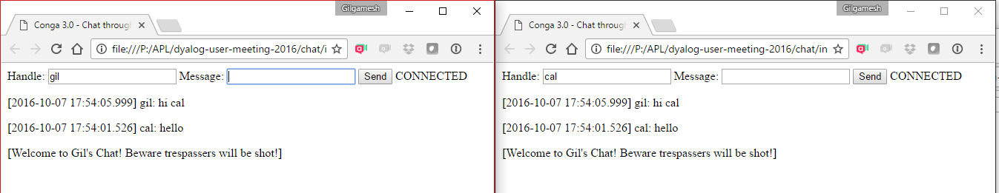 Gilgamesh
Conga 3.0 - Chat through
file:///P:/APL/dyalog-user-meeting-2016/chat/i
Handle: gil Message: Send CONNECTED
[2016-10-07 17:54:05.999] gil: hi cal
[2016-10-07 17:54:01.526] cal: hello
[Welcome to Gil's Chat! Beware trespassers will be shot!]
Gilgamesh
Conga 3.0 - Chat through
file:///P:/APL/dyalog-user-meeting-2016/chat/in
Handle: cal Message: Send CONNECTED
[2016-10-07 17:54:05.999] gil: hi cal
[2016-10-07 17:54:01.526] cal: hello
[Welcome to Gil's Chat! Beware trespassers will be shot!]